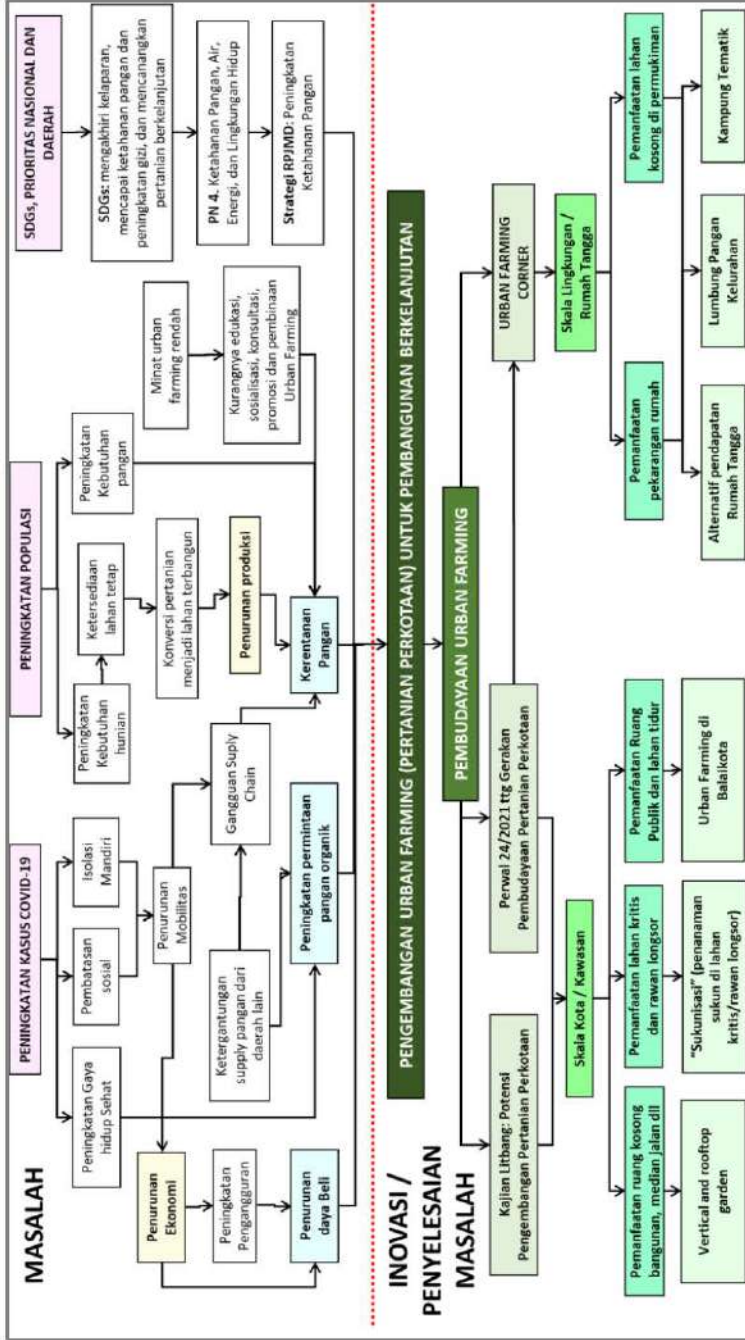 MASALAH
PENINGKATAN KASUS COVID-19
Peningkatan Gaya
hidup Sehat
Pembatasan
sosial
Isolasi
Mandiri
Penurunan
Mobilitas
Penurunan
Ekonomi
Peningkatan
Pengangguran
Penurunan
daya Beli
Ketergantungan
supply pangan dari
daerah lain
Gangguan Suply
Chain
Peningkatan permintaan
pangan organik
PENINGKATAN POPULASI
Peningkatan
Kebutuhan
hunian
Ketersediaan
lahan tetap
Konversi pertanian
menjadi lahan terbangun
Penurunan produksi
Kerentanan
Pangan
Peningkatan
Kebutuhan
pangan
Minat urban
farming rendah
Kurangnya edukasi,
sosialisasi, konsultasi,
promosi dan pembinaan
Urban Farming
SDGs, PRIORITAS NASIONAL DAN
DAERAH
SDGs: mengakhiri kelaparan,
mencapai ketahanan pangan dan
peningkatan gizi, dan mencanangkan
pertanian berkelanjutan
PN 4. Ketahanan Pangan, Air,
Energi, dan Lingkungan Hidup
Strategi RPJMD: Peningkatan
Ketahanan Pangan
INOVASI /
PENYELESAIAN
MASALAH
PENGEMBANGAN URBAN FARMING (PERTANIAN PERKOTAAN) UNTUK PEMBANGUNAN BERKELANJUTAN
PEMBUDAYAAN URBAN FARMING
Kajian Litbang: Potensi
Pengembangan Pertanian Perkotaan
Perwal 24/2021 ttg Gerakan
Pembudayaan Pertanian Perkotaan
URBAN FARMING
CORNER
Skala Kota / Kawasan
Skala Lingkungan /
Rumah Tangga
Pemanfaatan ruang kosong
bangunan, median jalan dll
Pemanfaatan lahan kritis
dan rawan longsor
Pemanfaatan Ruang
Publik dan lahan tidur
Pemanfaatan
pekarangan rumah
Pemanfaatan lahan
kosong di permukiman
Vertical and rooftop
garden
“Sukunisasi” (penanaman
sukun di lahan
kritis/rawan longsor)
Urban Farming di
Balaikota
Alternatif pendapatan
Rumah Tangga
Lumbung Pangan
Kelurahan
Kampung Tematik